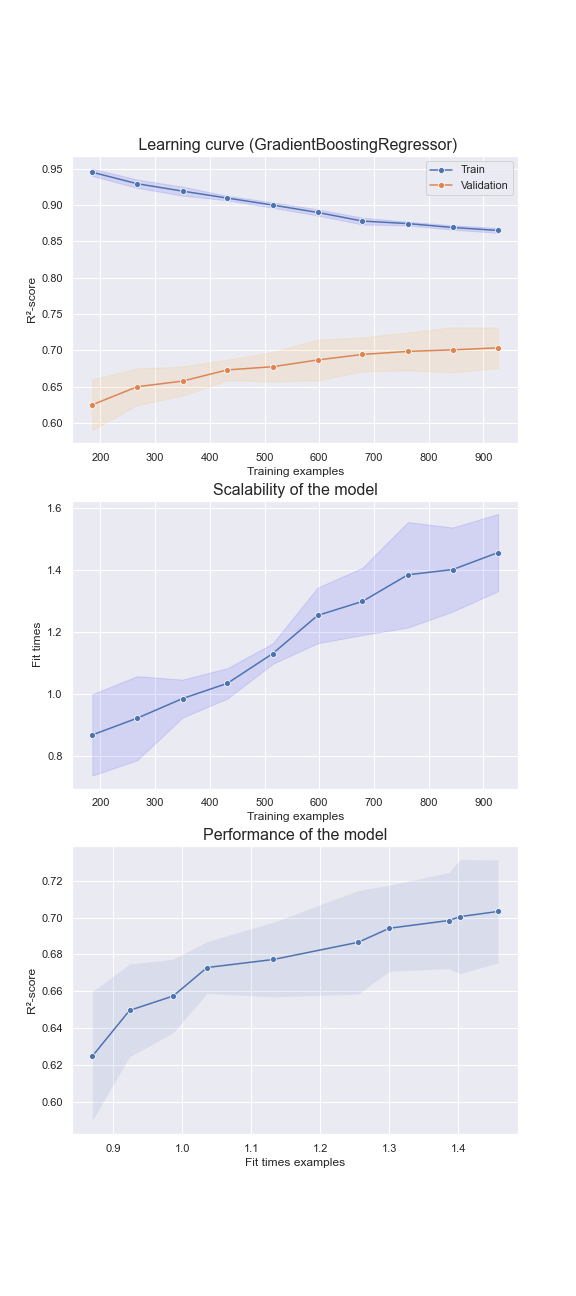 Learning curve (GradientBoostingRegressor)
Train
Validation
0.95
0.90
0.85
0.80
0.75
0.70
0.65
0.60
R²-score
200 300 400 500 600 700 800 900
Training examples
Scalability of the model
1.6
1.4
1.2
1.0
0.8
Fit times
200 300 400 500 600 700 800 900
Training examples
Performance of the model
0.72
0.70
0.68
0.66
0.64
0.62
0.60
R²-score
0.9 1.0 1.1 1.2 1.3 1.4
Fit times examples